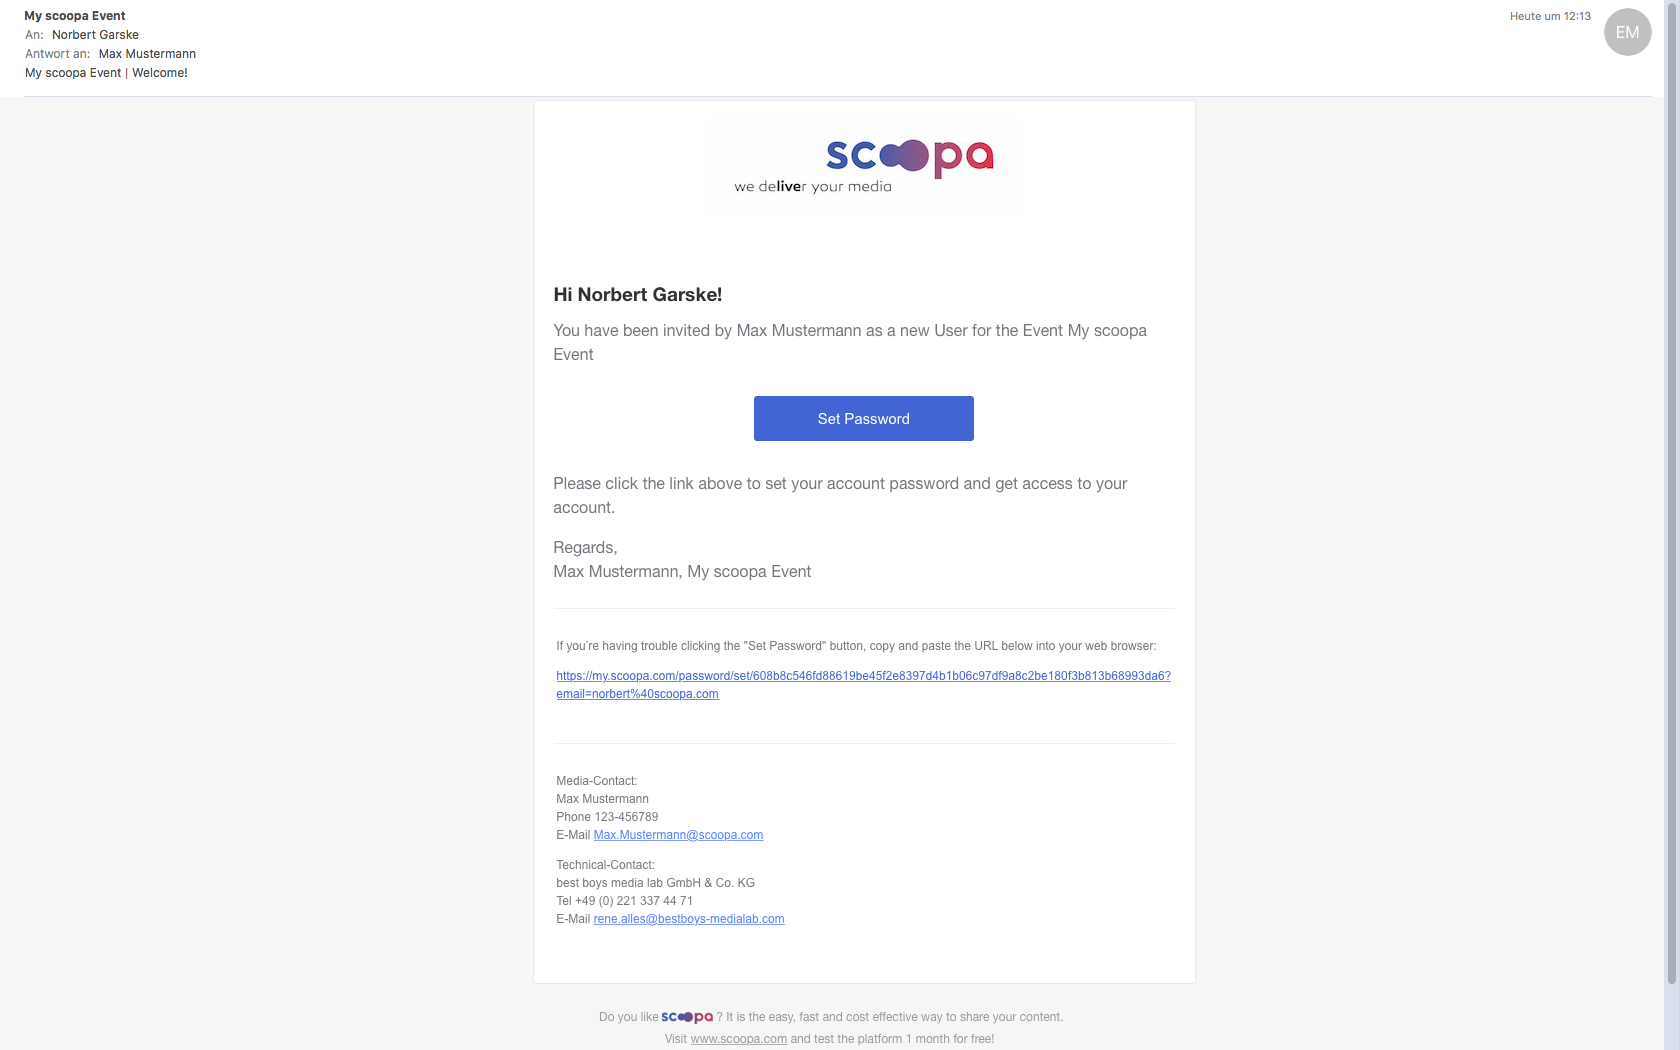 My scoopa Event
Heute um 12:13
EM
An: Norbert Garske
Antwort an: Max Mustermann
My scoopa Event | Welcome!
scoopa
we deliver your media
Hi Norbert Garske!
You have been invited by Max Mustermann as a new User for the Event My scoopa
Event
Set Password
Please click the link above to set your account password and get access to your
account.
Regards,
Max Mustermann, My scoopa Event
If you're having trouble clicking the "Set Password" button, copy and paste the URL below into your web browser:
https://my.scoopa.com/password/set/608b8c546fd88619be45f2e8397d4b1b06c97df9a8c2be180f3b813b68993da6?
email=norbert%40scoopa.com
Media-Contact:
Max Mustermann
Phone 123-456789
E-Mail Max.Mustermann@scoopa.com
Technical-Contact:
best boys media lab GmbH & Co. KG
Tel +49 (0) 221 337 44 71
E-Mail rene.alles@bestboys-medialab.com
Do you like scoopa ? It is the easy, fast and cost effective way to share your content.
Visit www.scoopa.com and test the platform 1 month for free!